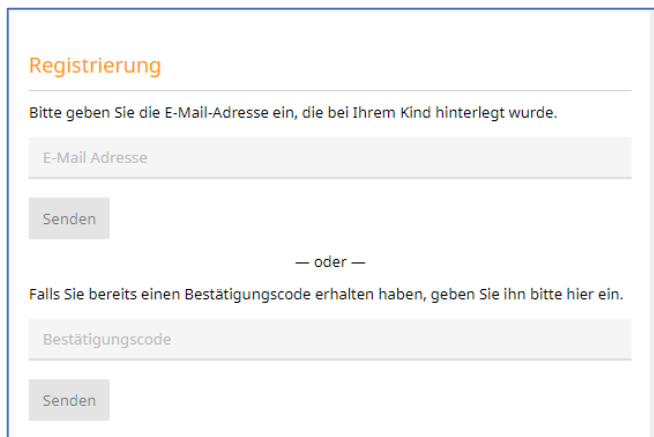 Registrierung
Bitte geben Sie die E-Mail-Adresse ein, die bei Ihrem Kind hinterlegt wurde.
E-Mail Adresse
Senden
— oder —
Falls Sie bereits einen Bestätigungscode erhalten haben, geben Sie ihn bitte hier ein.
Bestätigungscode
Senden